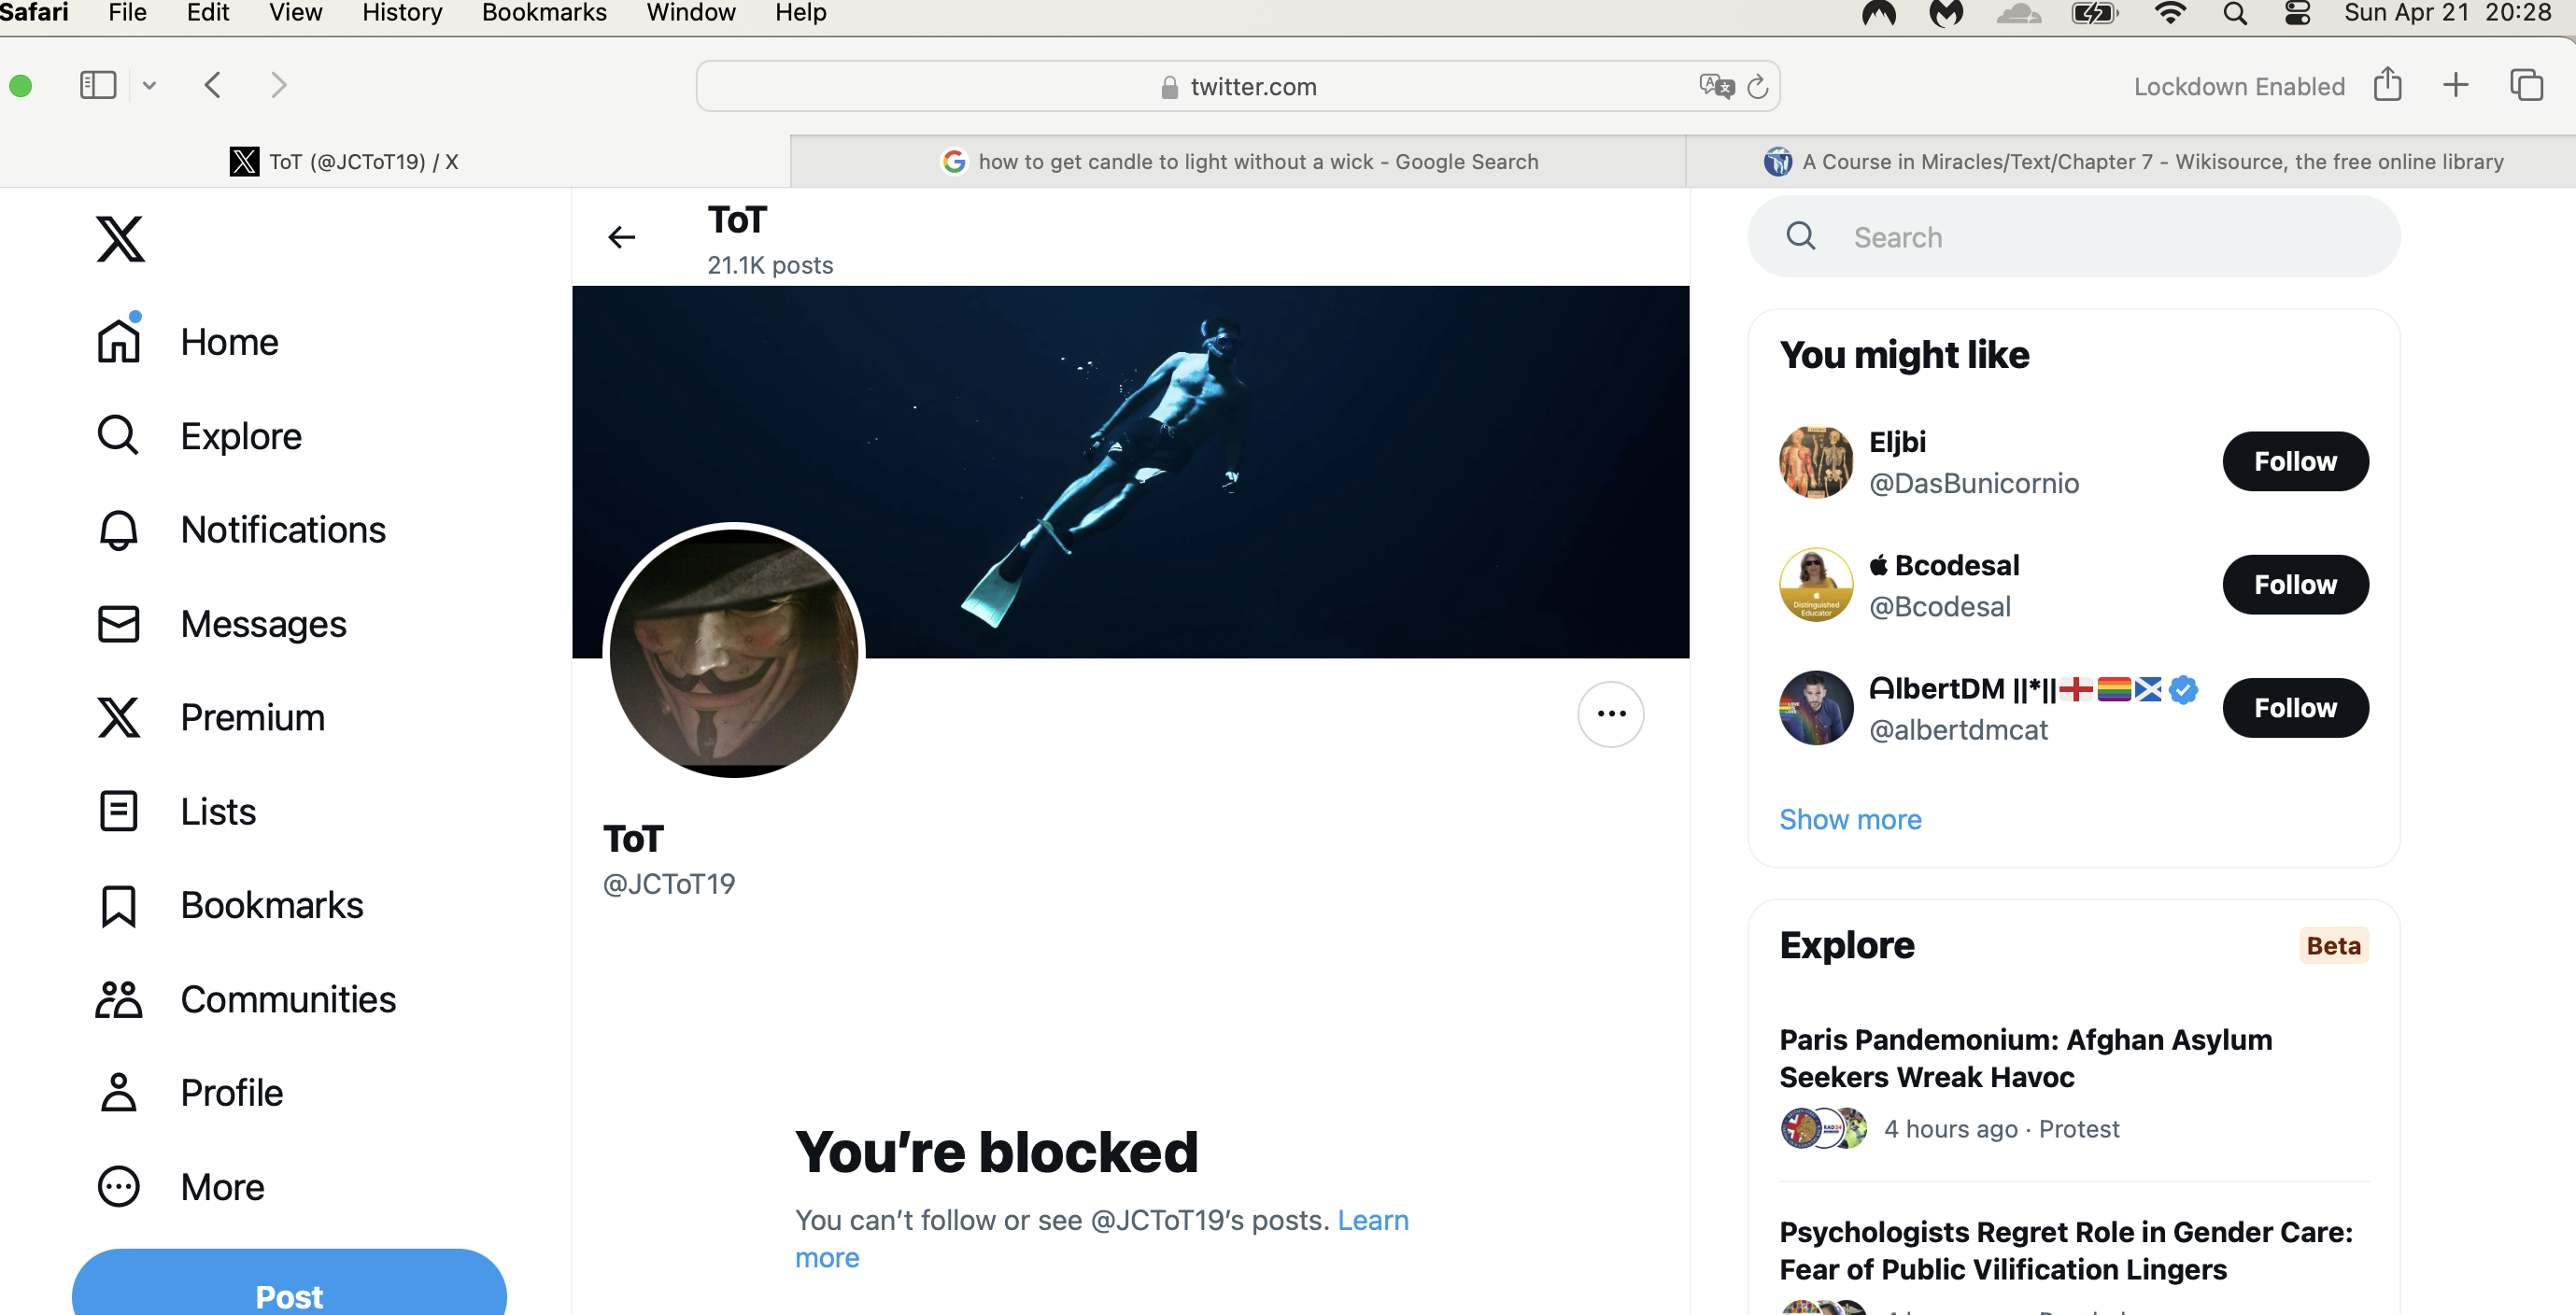 Safari File Edit View History Bookmarks Window Help Sun Apr 21 20:28
twitter.com
Lockdown Enabled
ToT (@JCToT19) / X
how to get candle to light without a wick - Google Search
A Course in Miracles/Text/Chapter 7 - Wikisource, the free online library
Home
Explore
Notifications
Messages
Premium
Lists
Bookmarks
Communities
Profile
More
Post
ToT
21.1K posts
ToT
@JCToT19
You're blocked
You can't follow or see @JCToT19's posts. Learn
more
Search
You might like
Eljbi
@DasBunicornio
Follow
Distinguished
Educator
Bcodesal
@Bcodesal
Follow
ᗩlbertDM ||*||🏴󠁧󠁢󠁥󠁮󠁧󠁿🏳️‍🌈🏴󠁧󠁢󠁳󠁣󠁴󠁿
@albertdmcat
Follow
Show more
Explore
Beta
Paris Pandemonium: Afghan Asylum
Seekers Wreak Havoc
4 hours ago · Protest
Psychologists Regret Role in Gender Care:
Fear of Public Vilification Lingers